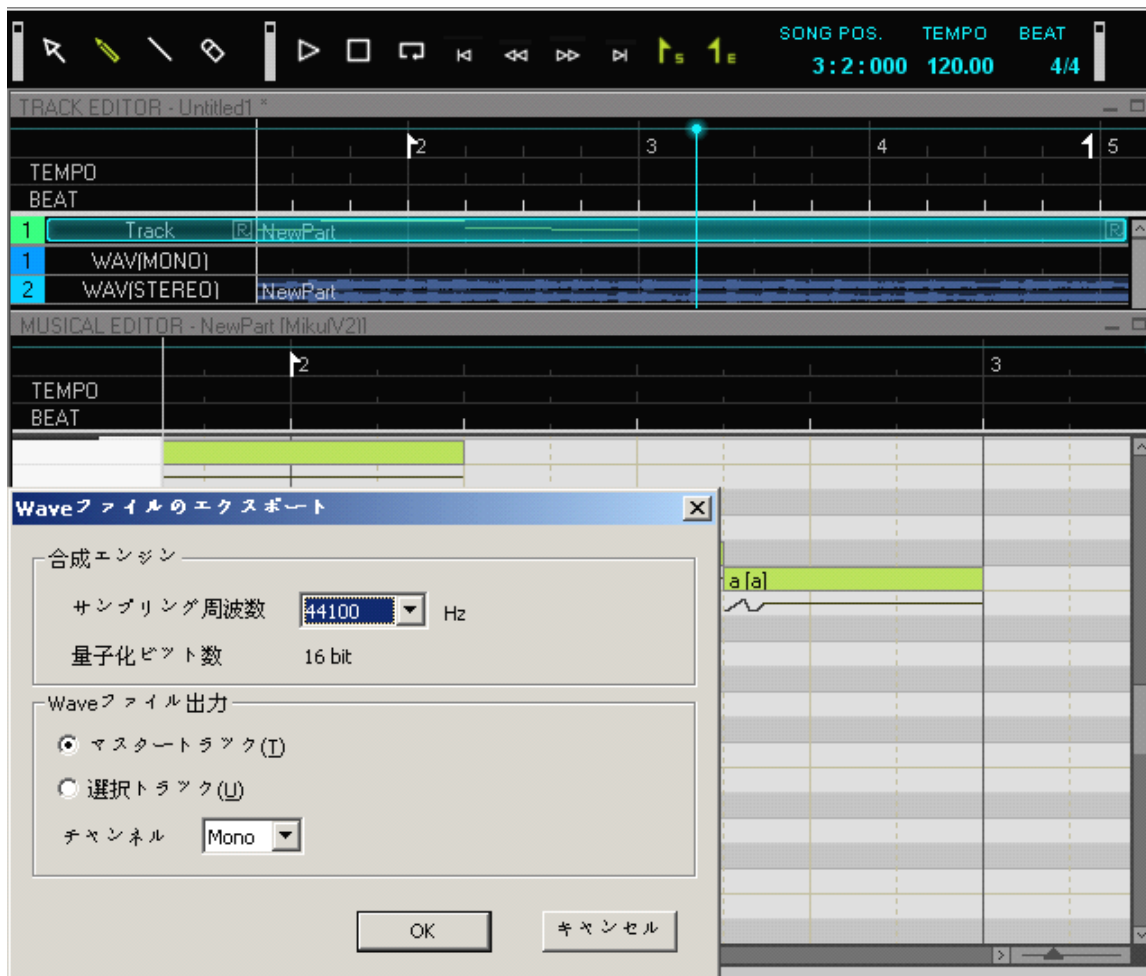 SONG POS. TEMPO BEAT
3:2:000 120.00 4/4
S E
TRACK EDITOR - Untitled1 *
2 3 4 5
TEMPO
BEAT
1 Track R NewPart R
1 WAV(MONO)
2 WAV(STEREO) NewPart
MUSICAL EDITOR - NewPart [Miku(V2)]
2 3
TEMPO
BEAT
Waveファイルのエクスポート
合成エンジン
サンプリング周波数 44100 Hz
量子化ビット数 16 bit
Waveファイル出力
マスタートラック(T)
選択トラック(U)
チャンネル Mono
OK キャンセル
a [a]